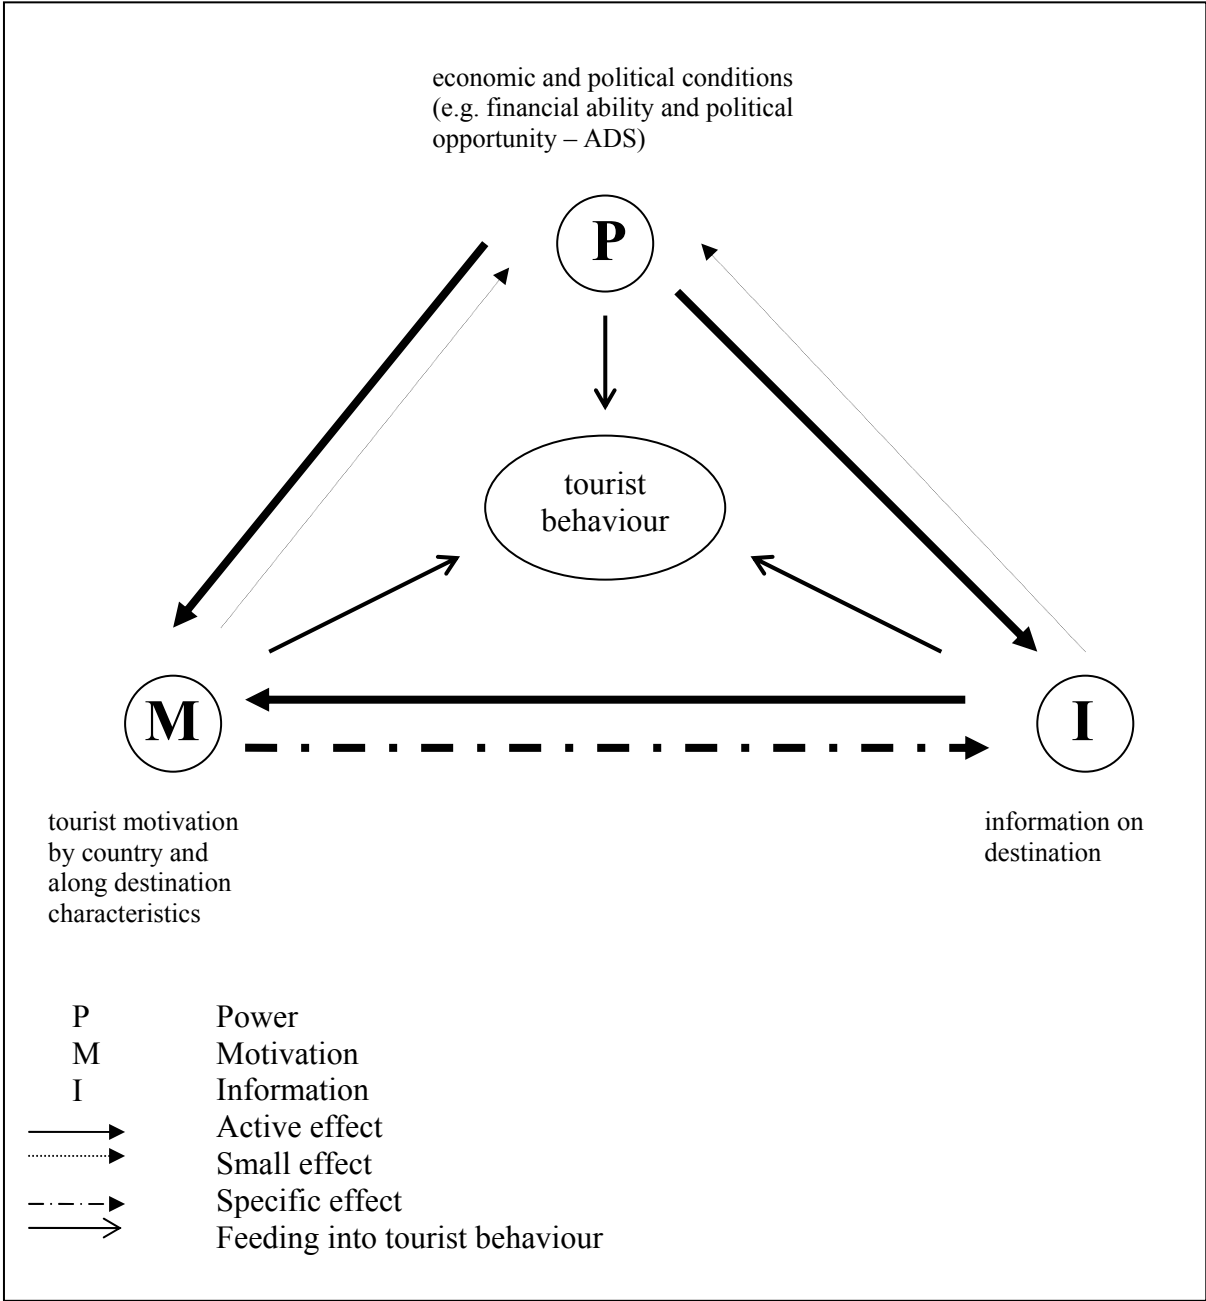 economic and political conditions
(e.g. financial ability and political
opportunity – ADS)
P
tourist
behaviour
M
I
tourist motivation
by country and
along destination
characteristics
information on
destination
P Power
M Motivation
I Information
Active effect
Small effect
Specific effect
Feeding into tourist behaviour